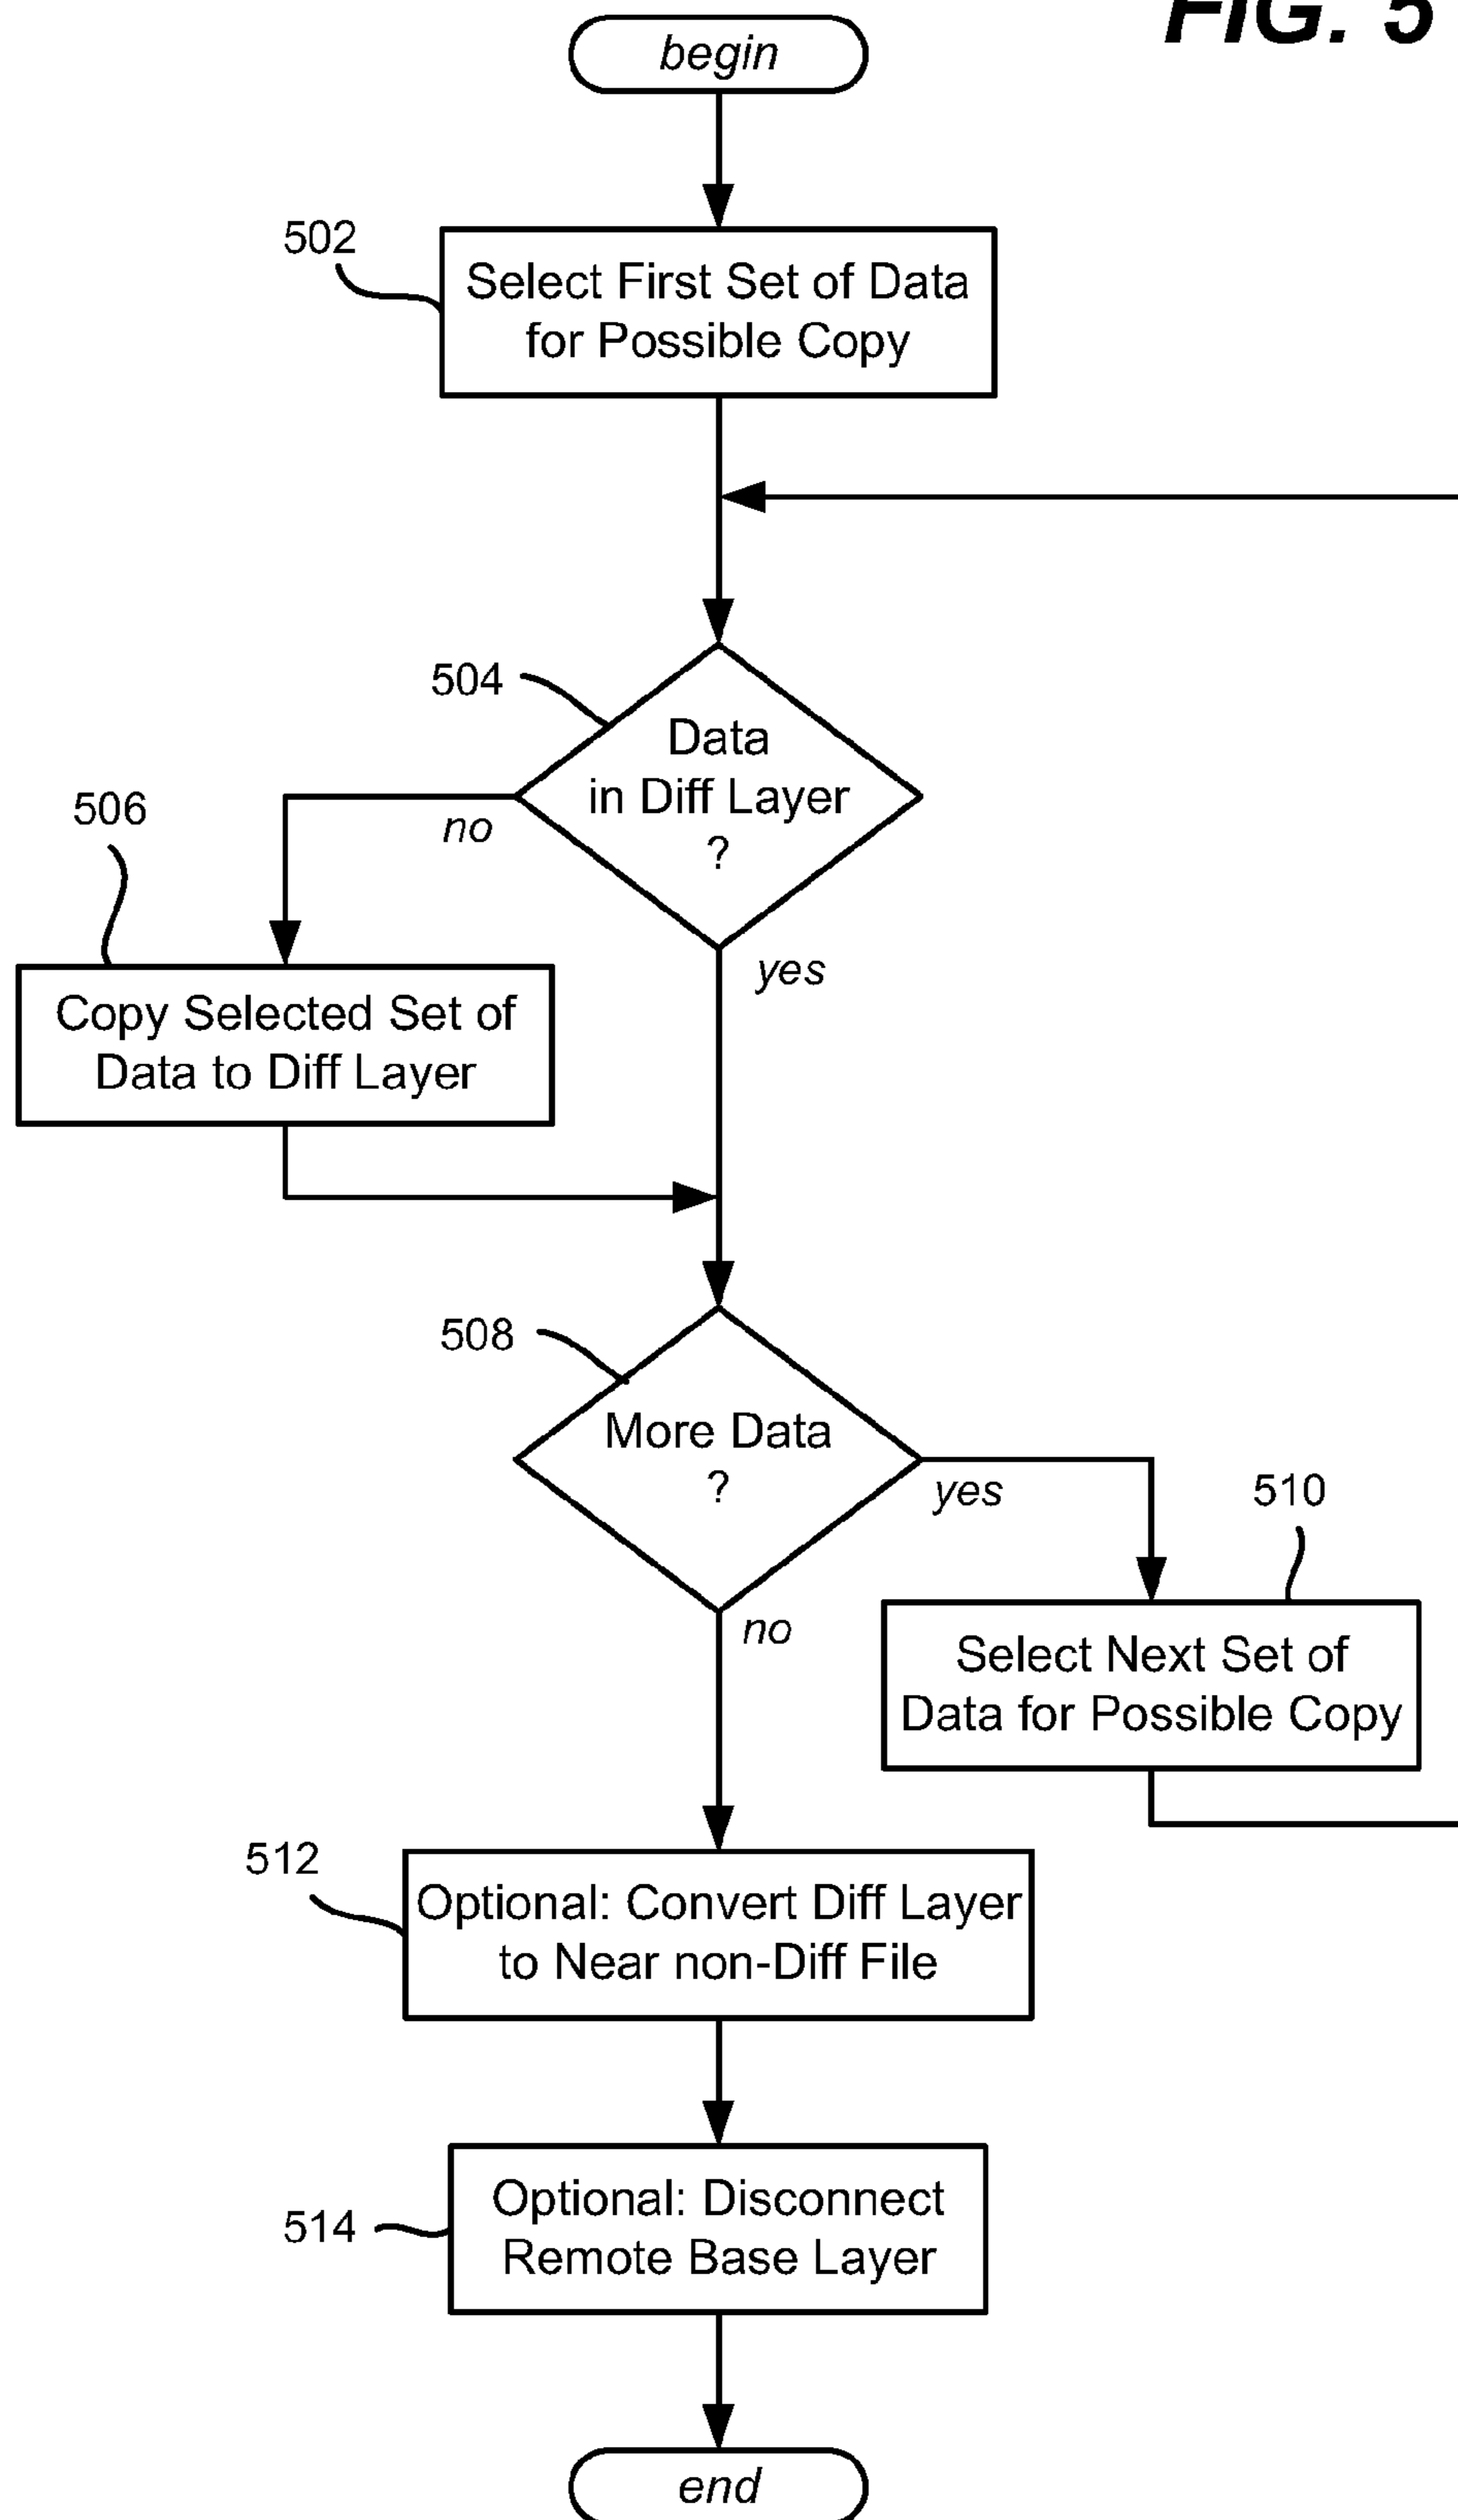 FIG. 5
begin
502
Select First Set of Data
for Possible Copy
504
Data
in Diff Layer
?
no
yes
506
Copy Selected Set of
Data to Diff Layer
508
More Data
?
yes
no
510
Select Next Set of
Data for Possible Copy
512
Optional: Convert Diff Layer
to Near non-Diff File
514
Optional: Disconnect
Remote Base Layer
end